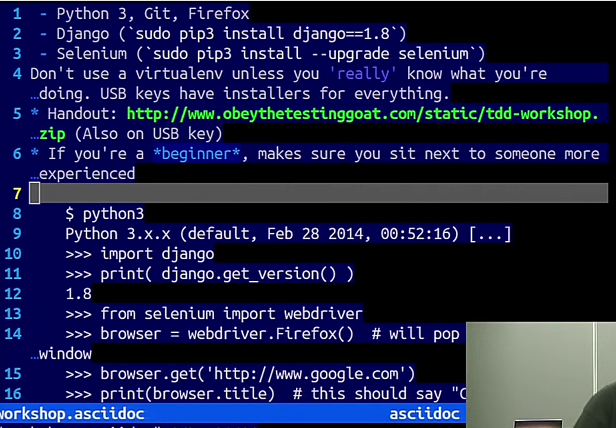 1 - Python 3, Git, Firefox
2 - Django (`sudo pip3 install django==1.8`)
3 - Selenium (`sudo pip3 install --upgrade selenium`)
4 Don't use a virtualenv unless you 'really' know what you're
…doing. USB keys have installers for everything.
5 * Handout: http://www.obeythetestinggoat.com/static/tdd-workshop.
…zip (Also on USB key)
6 * If you're a *beginner*, makes sure you sit next to someone more
…experienced
7
8 $ python3
9 Python 3.x.x (default, Feb 28 2014, 00:52:16) [...]
10 >>> import django
11 >>> print( django.get_version() )
12 1.8
13 >>> from selenium import webdriver
14 >>> browser = webdriver.Firefox()  # will pop
…window
15 >>> browser.get('http://www.google.com')
16 >>> print(browser.title)  # this should say "
workshop.asciidoc asciidoc